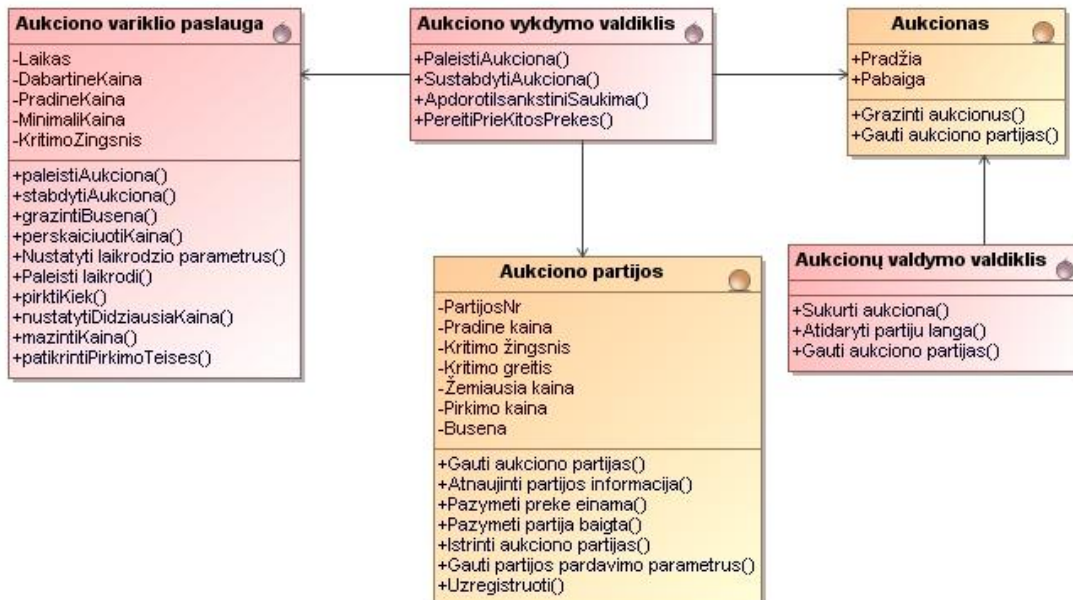 Aukciono variklio paslauga
-Laikas
-DabartineKaina
-PradineKaina
-MinimaliKaina
-KritimoZingsnis
+paleistiAukciona()
+stabdytiAukciona()
+grazintiBusena()
+perskaiciuotiKaina()
+Nustatyti laikrodzio parametrus()
+Paleisti laikrodi()
+pirktiKiek()
+nustatytiDidziausiaKaina()
+mazintiKaina()
+patikrintiPirkimoTeises()
Aukciono vykdymo valdiklis
+PaleistiAukciona()
+SustabdytiAukciona()
+ApdorotiIsankstiniSaukima()
+PereitiPrieKitosPrekes()
Aukcionas
+Pradžia
+Pabaiga
+Grazinti aukcionus()
+Gauti aukciono partijas()
Aukciono partijos
-PartijosNr
-Pradine kaina
-Kritimo žingsnis
-Kritimo greitis
-Žemiausia kaina
-Pirkimo kaina
-Busena
+Gauti aukciono partijas()
+Atnaujinti partijos informacija()
+Pazymeti preke einama()
+Pazymeti partija baigta()
+Istrinti aukciono partijas()
+Gauti partijos pardavimo parametrus()
+Uzregistruoti()
Aukcionų valdymo valdiklis
+Sukurti aukciona()
+Atidaryti partiju langa()
+Gauti aukciono partijas()